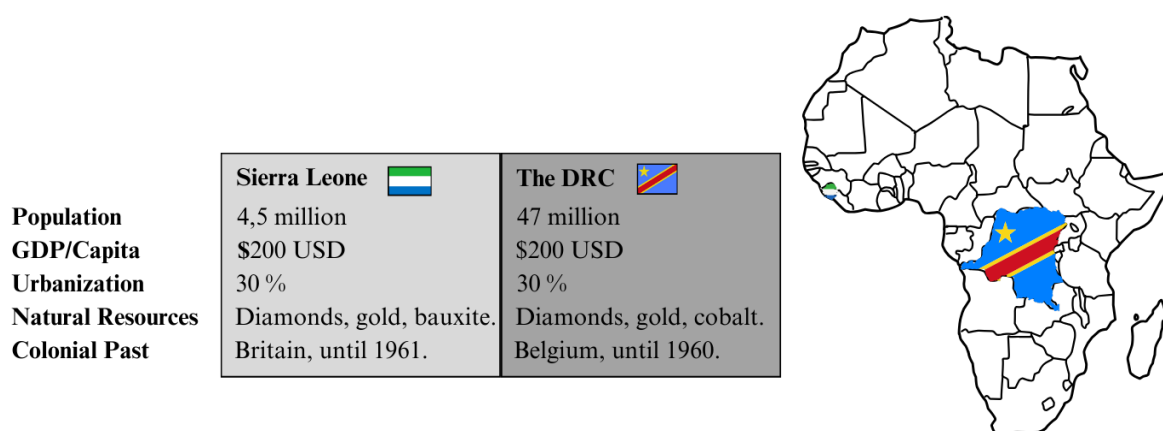 Sierra Leone The DRC
Population 4,5 million 47 million
GDP/Capita $200 USD $200 USD
Urbanization 30 % 30 %
Natural Resources Diamonds, gold, bauxite. Diamonds, gold, cobalt.
Colonial Past Britain, until 1961. Belgium, until 1960.